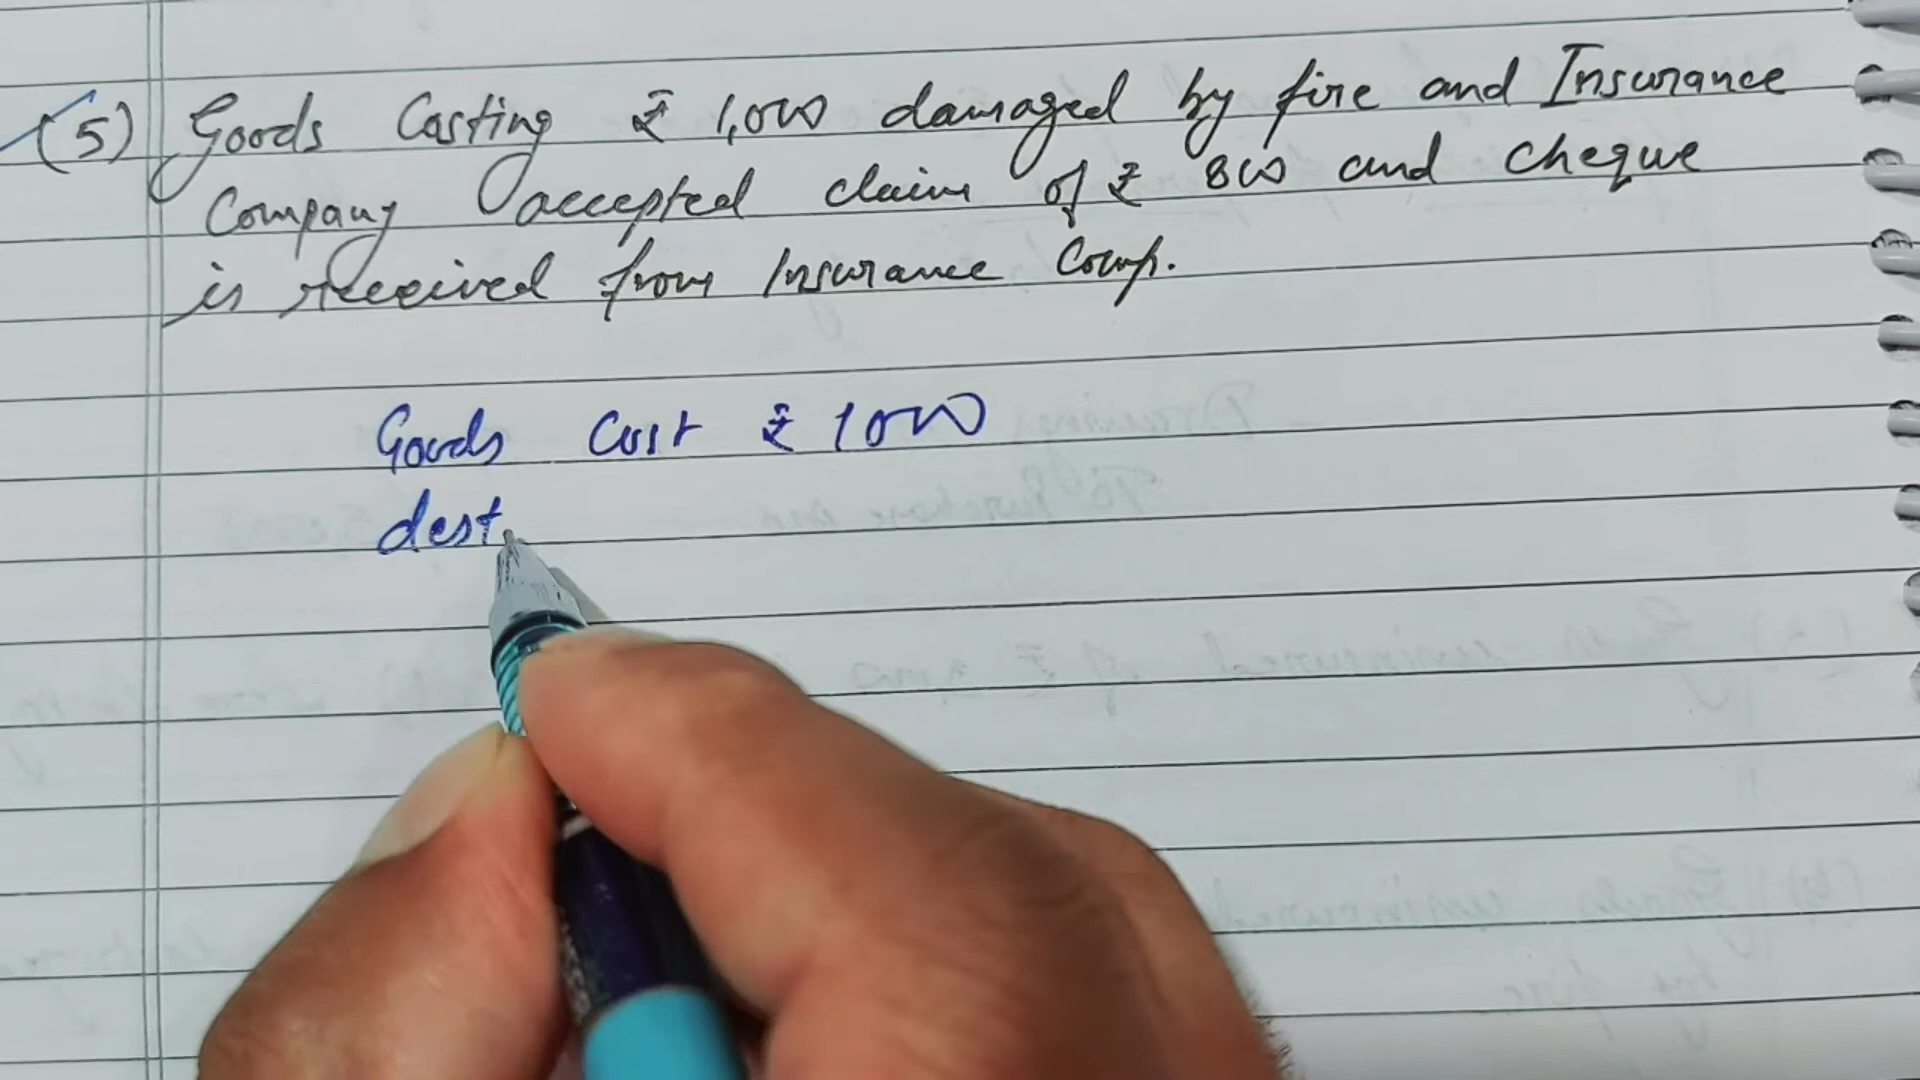 (5) Goods Costing ₹ 1,000 damaged by fire and Insurance
Company accepted claim of ₹ 800 and cheque
is received from Insurance Comp.
Goods Cost ₹ 1000
dest